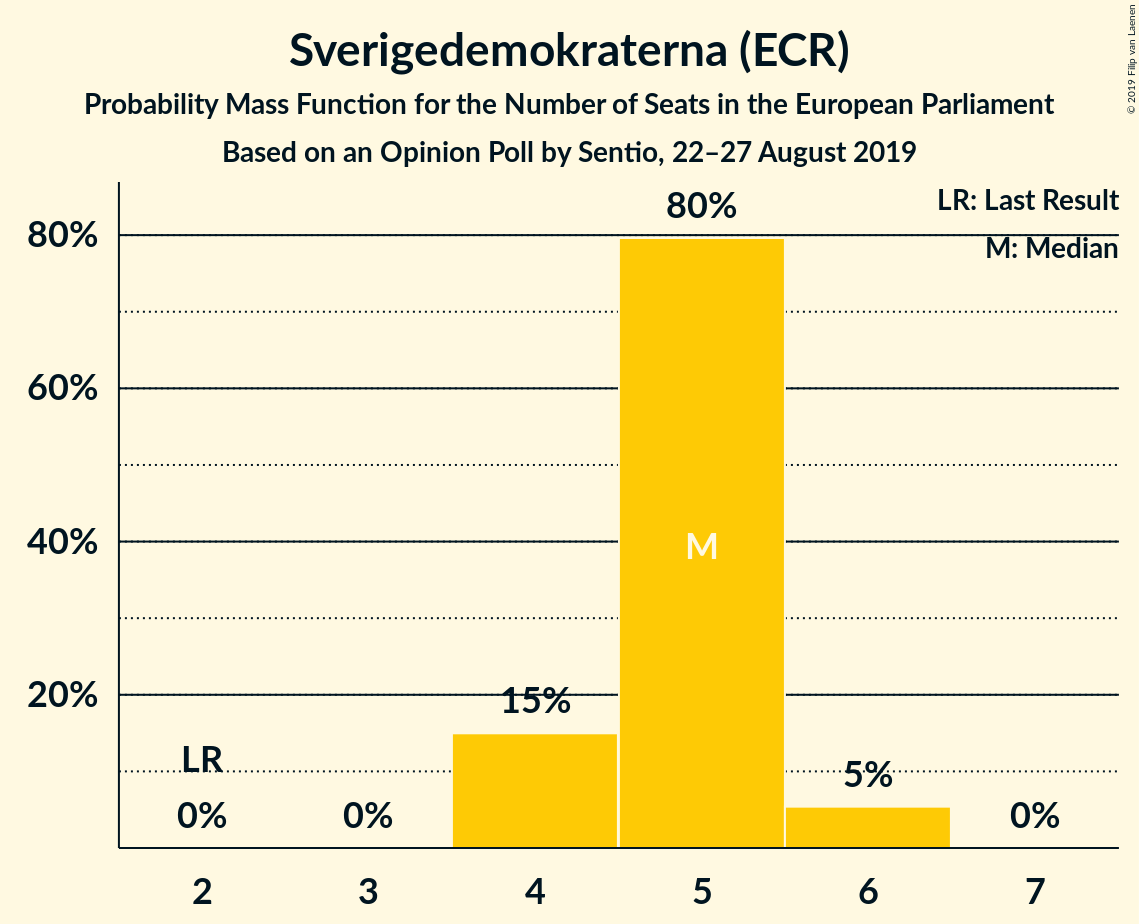 Sverigedemokraterna (ECR)
Probability Mass Function for the Number of Seats in the European Parliament
Based on an Opinion Poll by Sentio, 22–27 August 2019
© 2019 Filip van Laenen
LR: Last Result
M: Median
80%
60%
40%
20%
LR
0%
0%
15%
80%
M
5%
0%
2 3 4 5 6 7